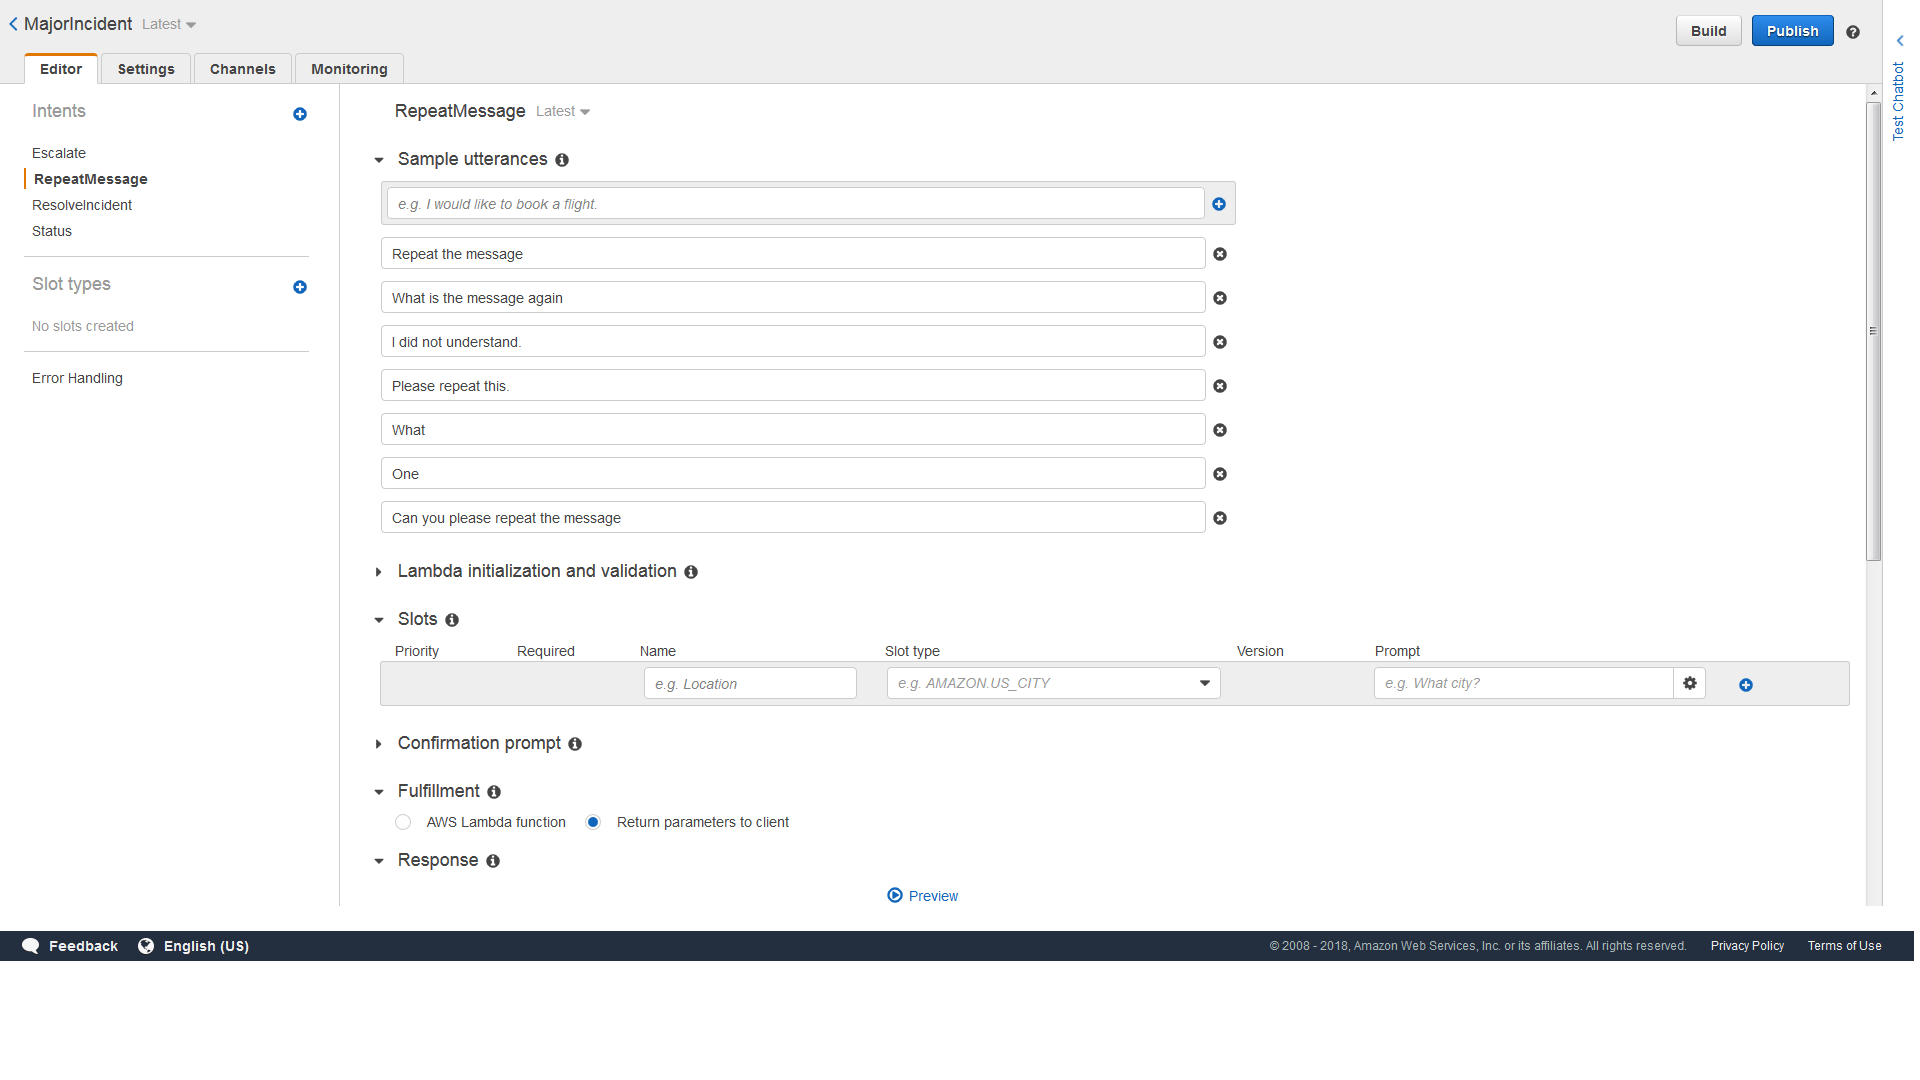 MajorIncident Latest
Build Publish
Editor Settings Channels Monitoring
Test Chatbot
Intents
Escalate
RepeatMessage
ResolveIncident
Status
Slot types
No slots created
Error Handling
RepeatMessage Latest
Sample utterances
e.g. I would like to book a flight.
Repeat the message
What is the message again
I did not understand.
Please repeat this.
What
One
Can you please repeat the message
Lambda initialization and validation
Slots
Priority Required Name Slot type Version Prompt
e.g. Location e.g. AMAZON.US_CITY e.g. What city?
Confirmation prompt
Fulfillment
AWS Lambda function Return parameters to client
Response
Preview
Feedback English (US) © 2008 - 2018, Amazon Web Services, Inc. or its affiliates. All rights reserved. Privacy Policy Terms of Use